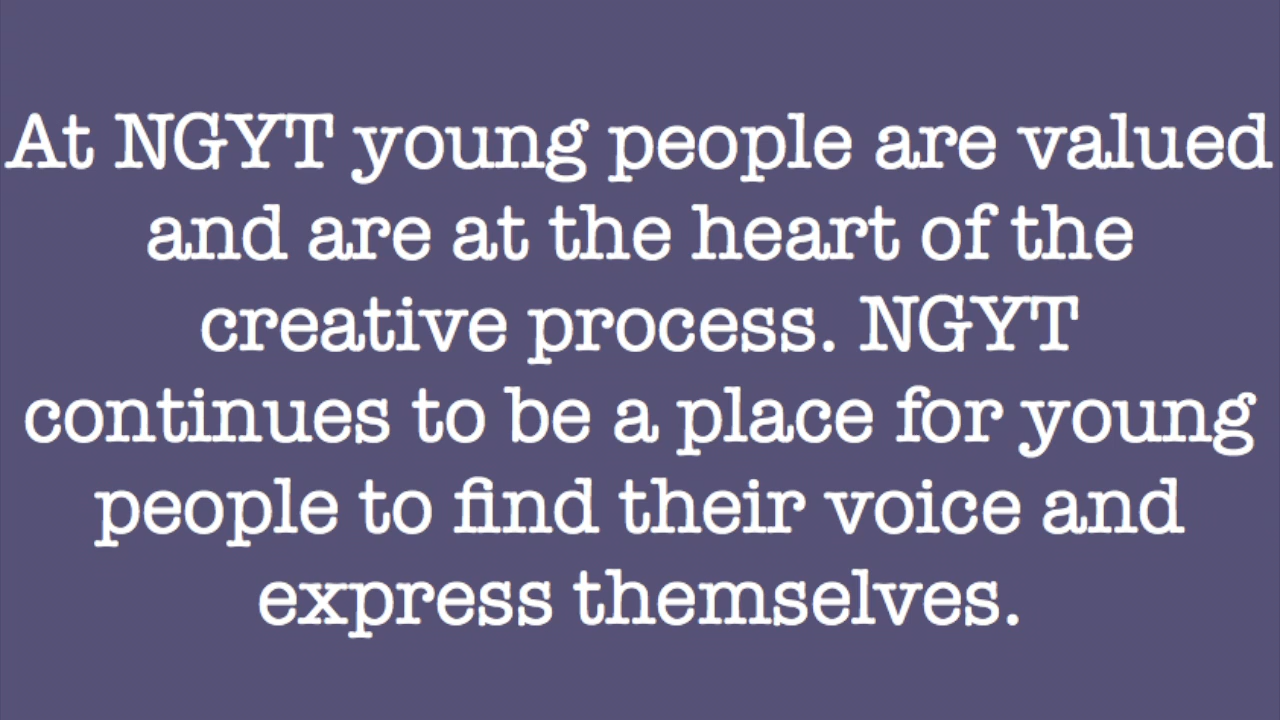 At NGYT young people are valued
and are at the heart of the
creative process. NGYT
continues to be a place for young
people to find their voice and
express themselves.